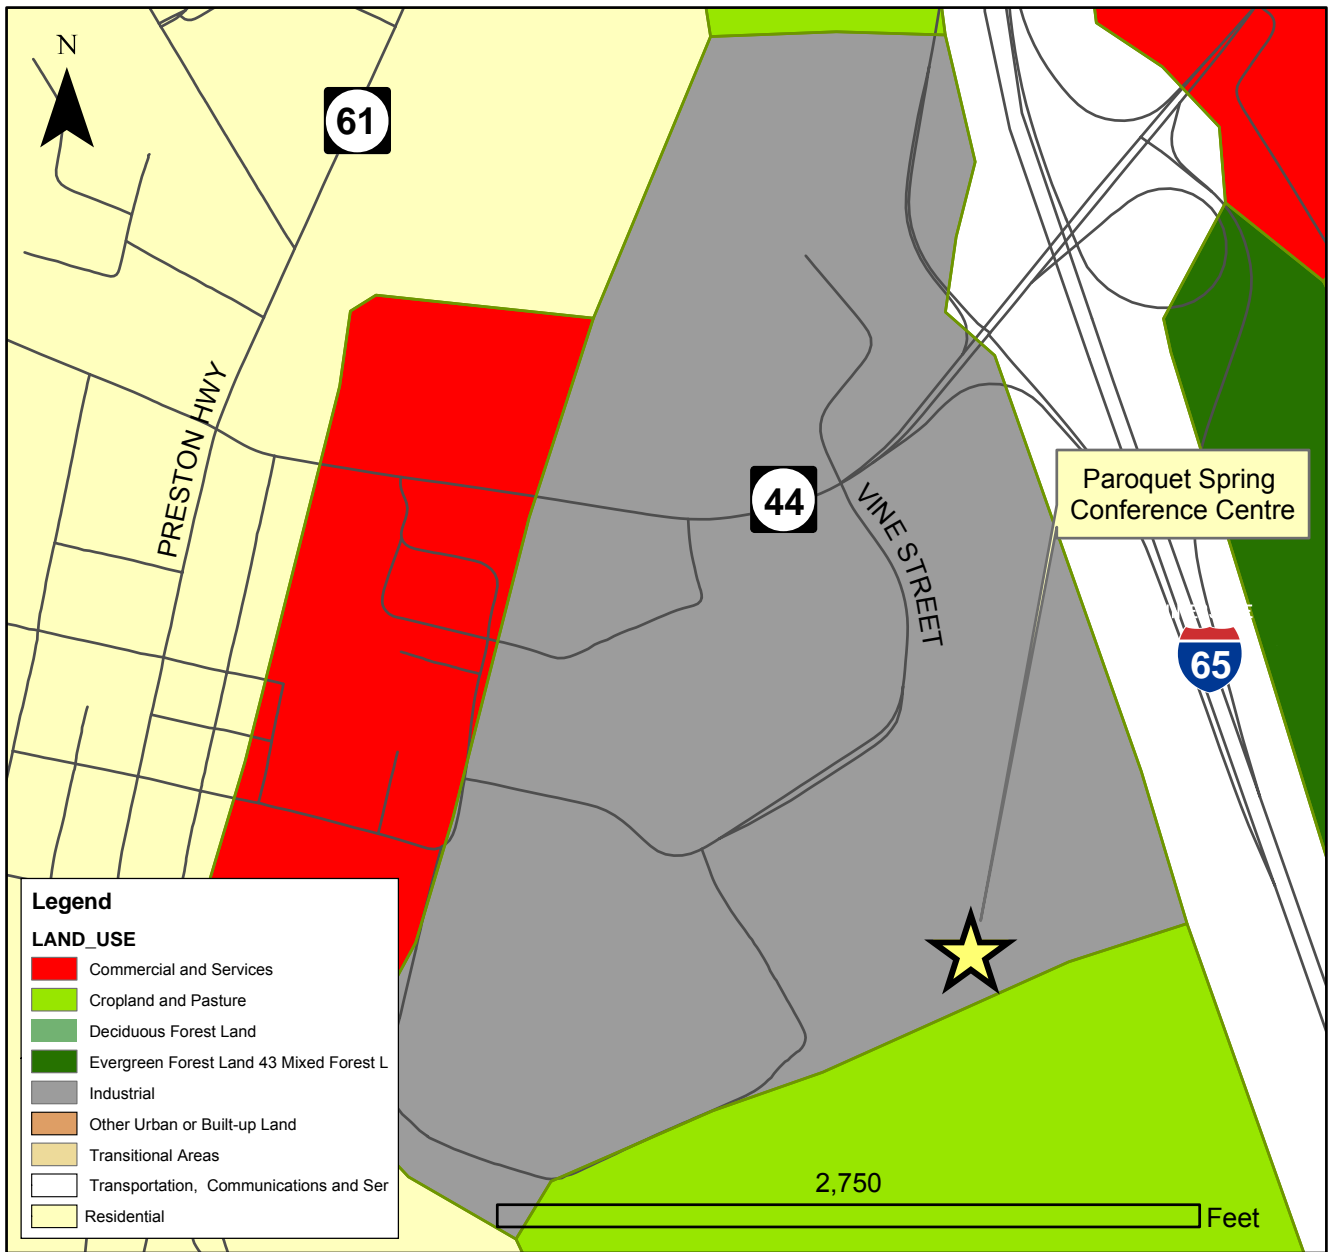 N
61
PRESTON HWY
44
VINE STREET
Paroquet Spring
Conference Centre
65
Legend
LAND_USE
Commercial and Services
Cropland and Pasture
Deciduous Forest Land
Evergreen Forest Land 43 Mixed Forest L
Industrial
Other Urban or Built-up Land
Transitional Areas
Transportation, Communications and Ser
Residential
2,750
Feet